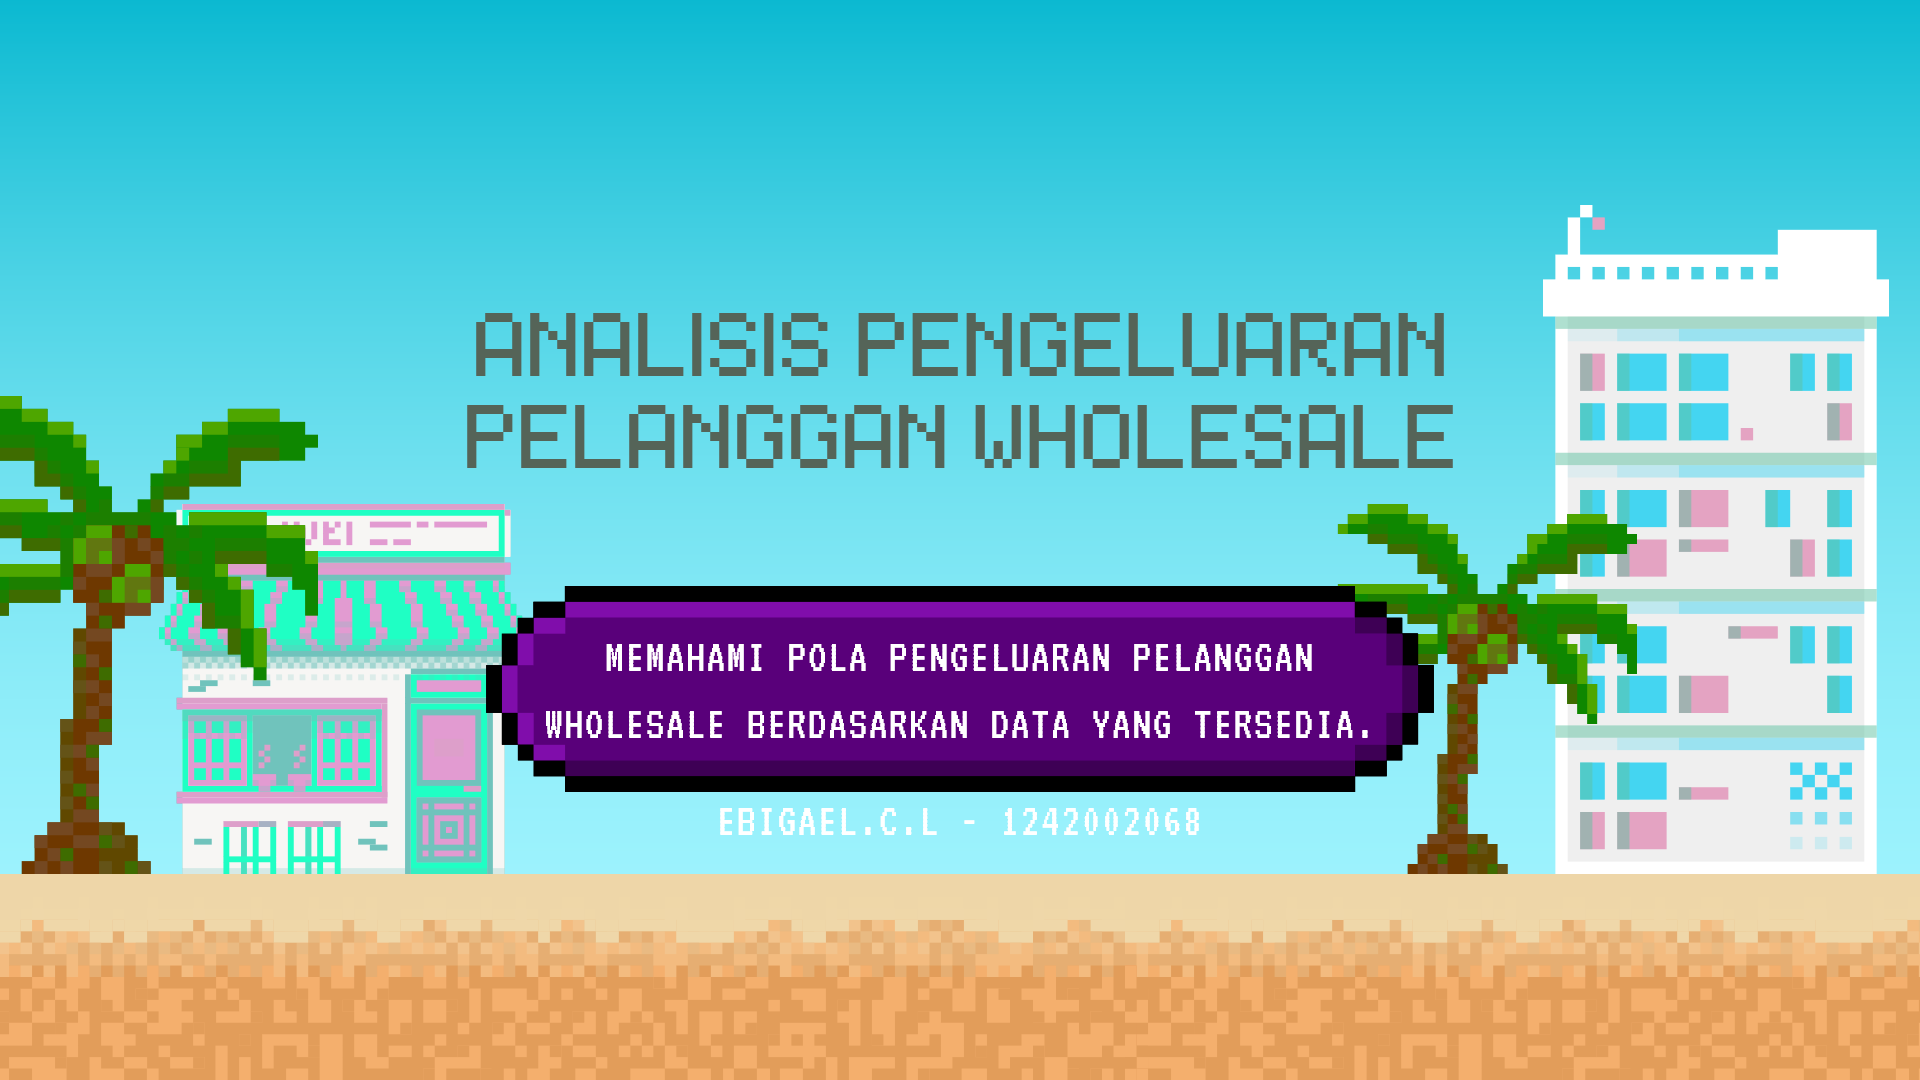 ANALISIS PENGELUARAN
PELANGGAN WHOLESALE
MEMAHAMI POLA PENGELUARAN PELANGGAN
WHOLESALE BERDASARKAN DATA YANG TERSEDIA.
EBIGAEL.C.L - 1242002068